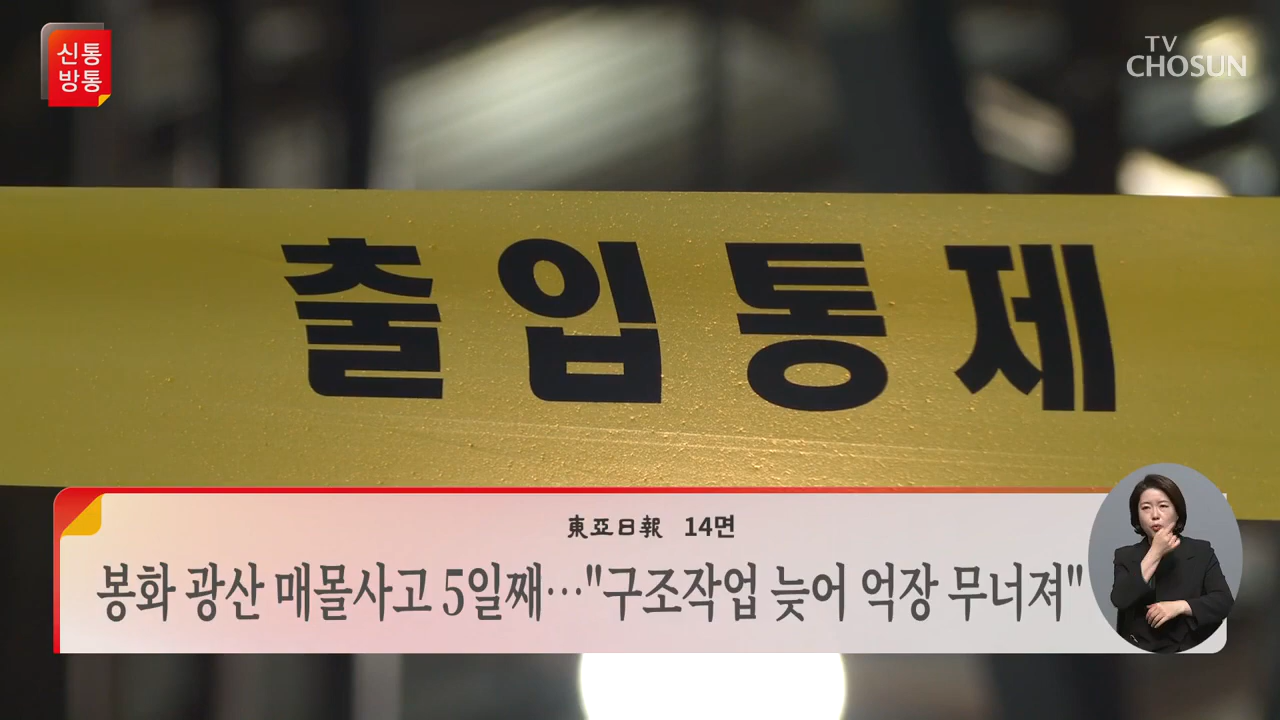 신통
방통
TV
CHOSUN
출입통제
東亞日報 14면
봉화 광산 매몰사고 5일째…"구조작업 늦어 억장 무너져"